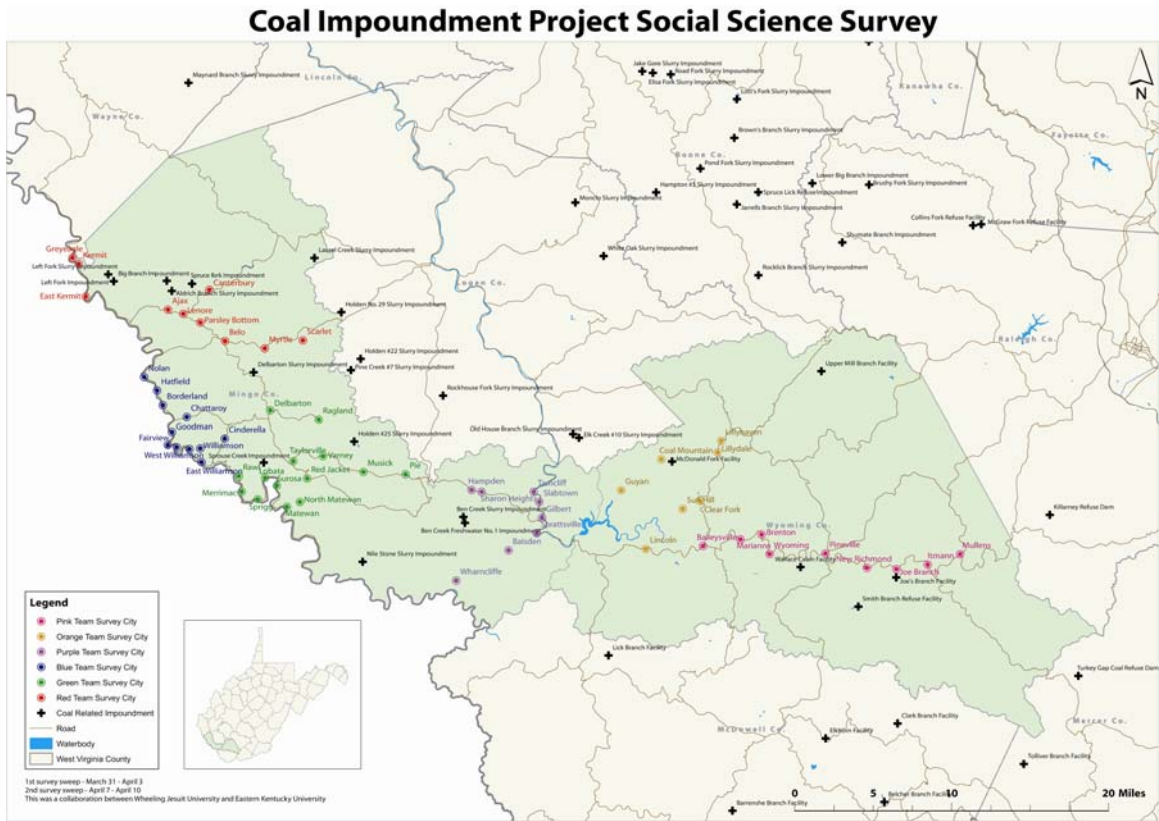 Coal Impoundment Project Social Science Survey
Maynard Branch Slurry Impoundment
Lincoln Co.
Jake Gore Slurry Impoundment
Road Fork Slurry Impoundment
Elisa Fork Slurry Impoundment
Kanawha Co.
N
Fork Slurry Impoundment
Wayne Co.
Brown's Branch Slurry Impoundment
Fayette Co.
Boone Co.
Pond Fork Slurry Impoundment
Lower Big Branch Impoundment
Brushy Fork Slurry Impoundment
Hampton #3 Slurry Impoundment
Spruce Lick Refuse Impoundment
Moncho Slurry Impoundment
Jarrells Branch Slurry Impoundment
Collins Fork Refuse Facility
McGraw Fork Refuse Facility
Shumate Branch Impoundment
Greyeagle
Kermit
Laurel Creek Slurry Impoundment
White Oak Slurry Impoundment
Left Fork Slurry Impoundment
Big Branch Impoundment
Spruce Fork Impoundment
Rocklick Branch Slurry Impoundment
Left Fork Impoundment
Canterbury
Aldrich Branch Slurry Impoundment
Logan Co.
East Kermit
Ajax
Lenore
Holden No. 29 Slurry Impoundment
Parsley Bottom
Belo
Myrtle
Scarlet
Raleigh Co.
Holden #22 Slurry Impoundment
Delbarton Slurry Impoundment
Pine Creek #7 Slurry Impoundment
Upper Mill Branch Facility
Nolan
Hatfield
Mingo Co.
Rockhouse Fork Slurry Impoundment
Borderland
Chattaroy
Delbarton
Ragland
Goodman
Cinderella
Old House Branch Slurry Impoundment
Elk Creek #10 Slurry Impoundment
Holden #25 Slurry Impoundment
Fairview
Williamson
West Williamson
Taylorville
Varney
Coal Mountain
Lillydale
McDonald Fork Facility
Sprouse Creek Impoundment
East Williamson
Rawl
Lobata
Red Jacket
Musick
Pie
Merrimac
Sprigg
North Matewan
Matewan
Hampden
Sharon Heights
Slabtown
Gilbert
Guyan
Clear Fork
Ben Creek Slurry Impoundment
Ben Creek Freshwater No. 1 Impoundment
Baisden
Wyoming Co.
Killarney Refuse Dam
Lincoln
Baileysville
Brenton
Marianne
Wyoming
Pineville
New Richmond
Itmann
Mullens
Joe Branch
Joe's Branch Facility
Nile Stone Slurry Impoundment
Wharncliffe
Smith Branch Refuse Facility
Lick Branch Facility
Turkey Gap Coal Refuse Dam
Clark Branch Facility
McDowell Co.
Elkhorn Facility
Mercer Co.
Tolliver Branch Facility
Belcher Branch Facility
Barrenshe Branch Facility
0 5 10 20 Miles
Legend
Pink Team Survey City
Orange Team Survey City
Purple Team Survey City
Blue Team Survey City
Green Team Survey City
Red Team Survey City
Coal Related Impoundment
Road
Waterbody
West Virginia County
1st survey sweep - March 31 - April 3
2nd survey sweep - April 7 - April 10
This was a collaboration between Wheeling Jesuit University and Eastern Kentucky University